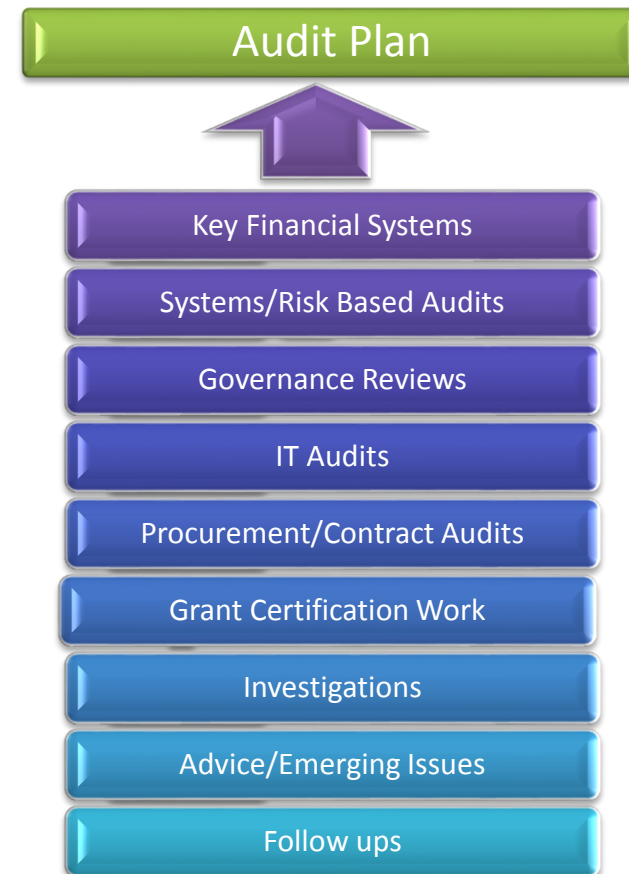 Audit Plan
Key Financial Systems
Systems/Risk Based Audits
Governance Reviews
IT Audits
Procurement/Contract Audits
Grant Certification Work
Investigations
Advice/Emerging Issues
Follow ups